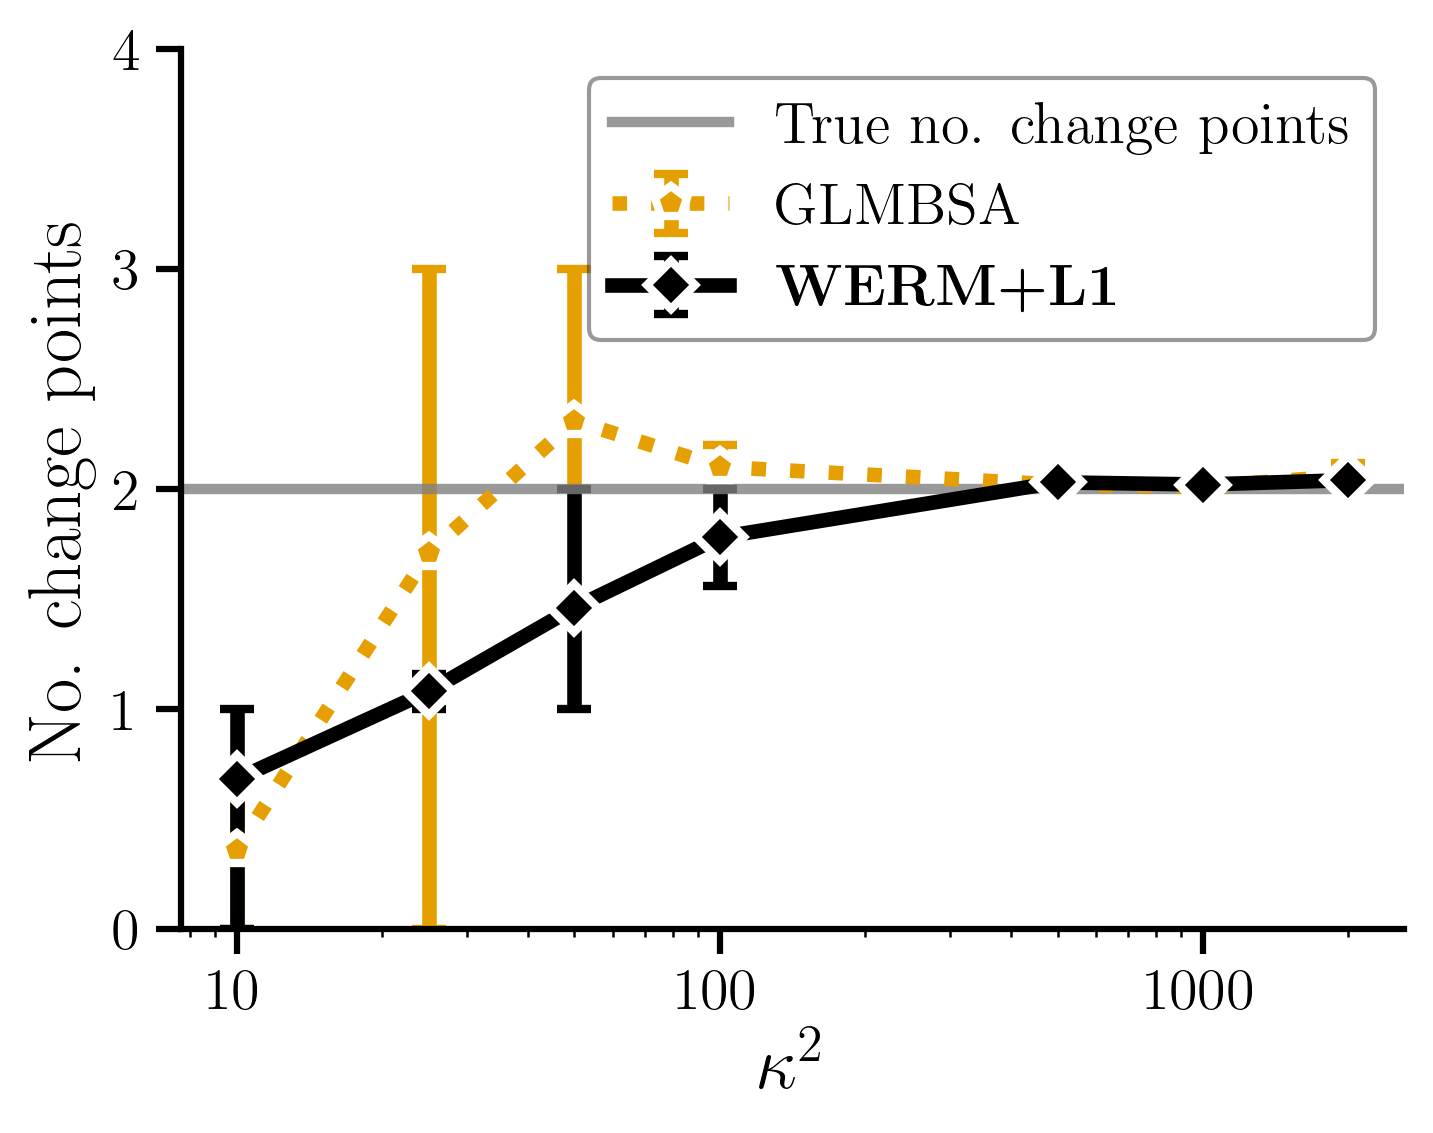 4
3
2
1
0
No. change points
True no. change points
GLMBSA
WERM+L1
10
100
1000
κ²